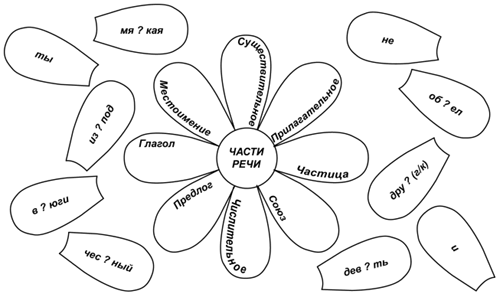 ты
мя ? кая
из ? под
в ? юги
чес ? ный
Существительное
Местоимение
Прилагательное
Глагол
ЧАСТИ
РЕЧИ
Частица
Предлог
Союз
Числительное
не
об ? ел
дру ? (г/к)
и
дев ? ть